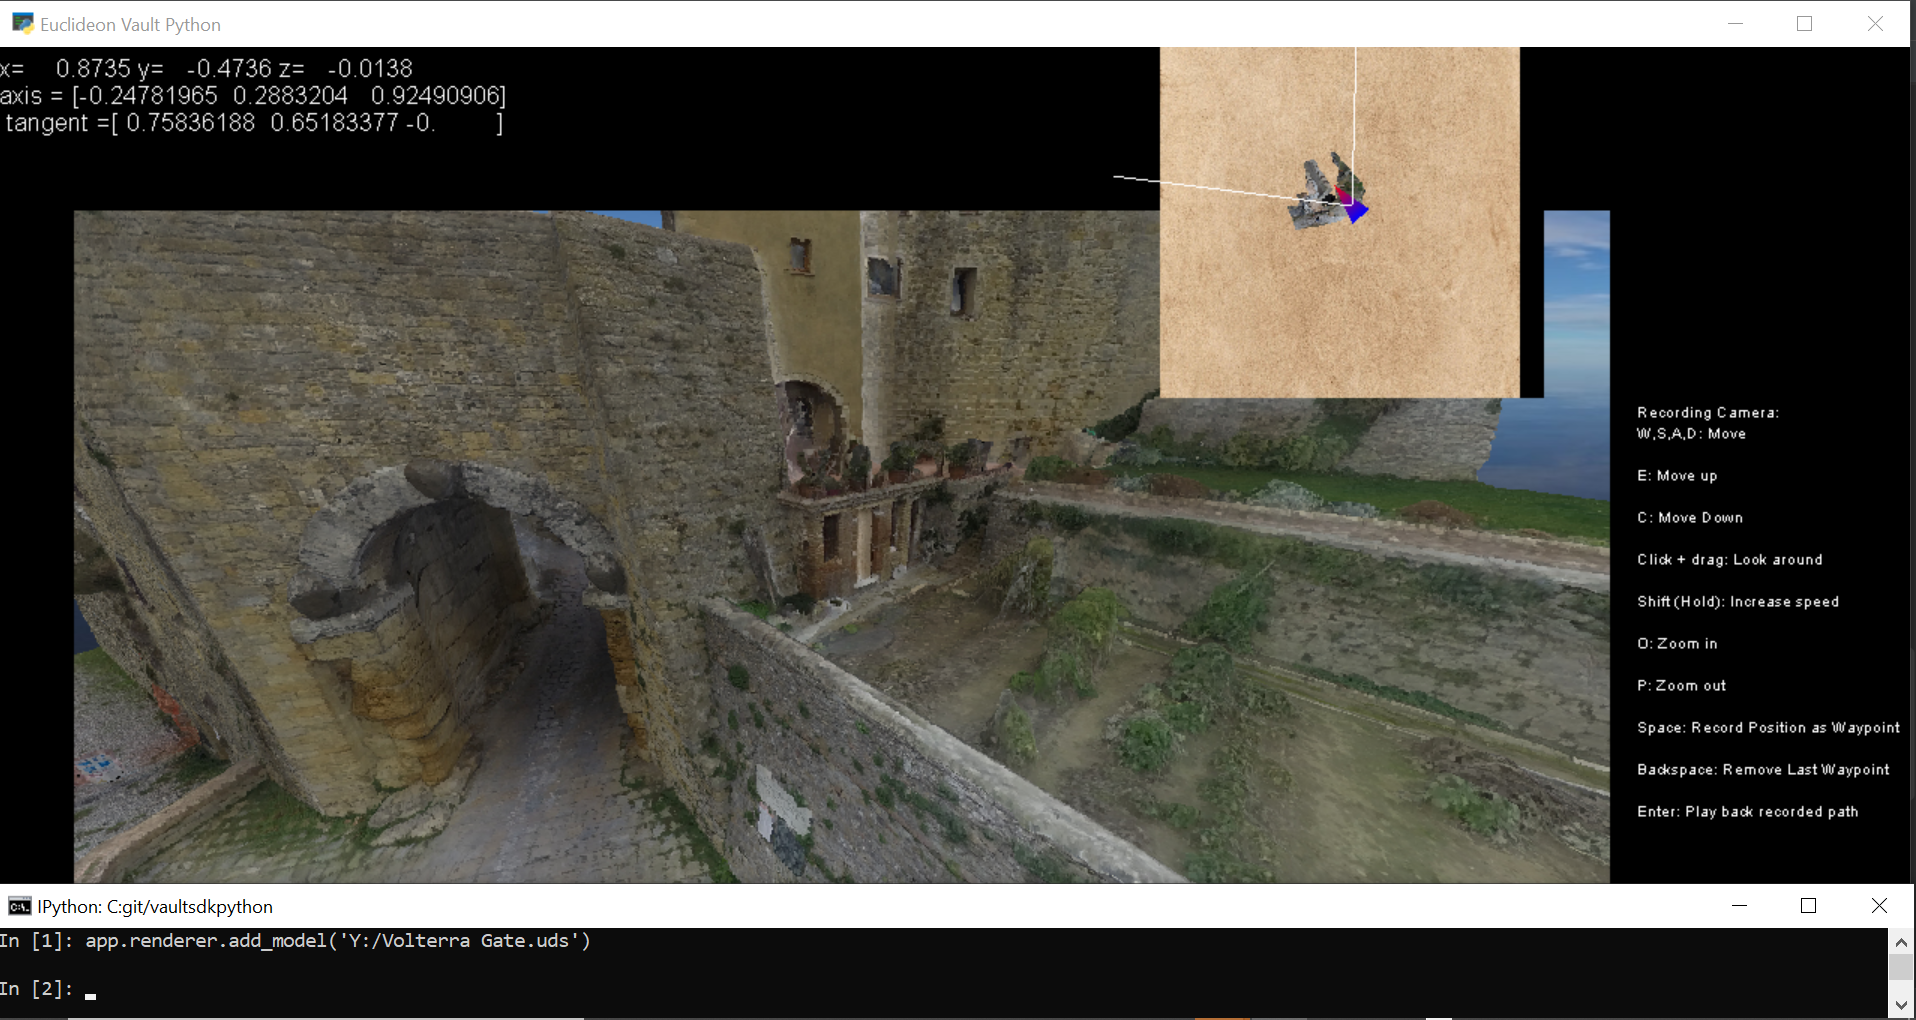 Euclideon Vault Python
x= 0.8735 y= -0.4736 z= -0.0138
axis = [-0.24781965 0.2883204 0.92490906]
tangent =[ 0.75836188 0.65183377 -0. ]
Recording Camera:
W,S,A,D: Move
E: Move up
C: Move Down
Click + drag: Look around
Shift (Hold): Increase speed
O: Zoom in
P: Zoom out
Space: Record Position as Waypoint
Backspace: Remove Last Waypoint
Enter: Play back recorded path
C:\.
IPython: C:git/vaultsdkpython
In [1]: app.renderer.add_model('Y:/Volterra Gate.uds')
In [2]: